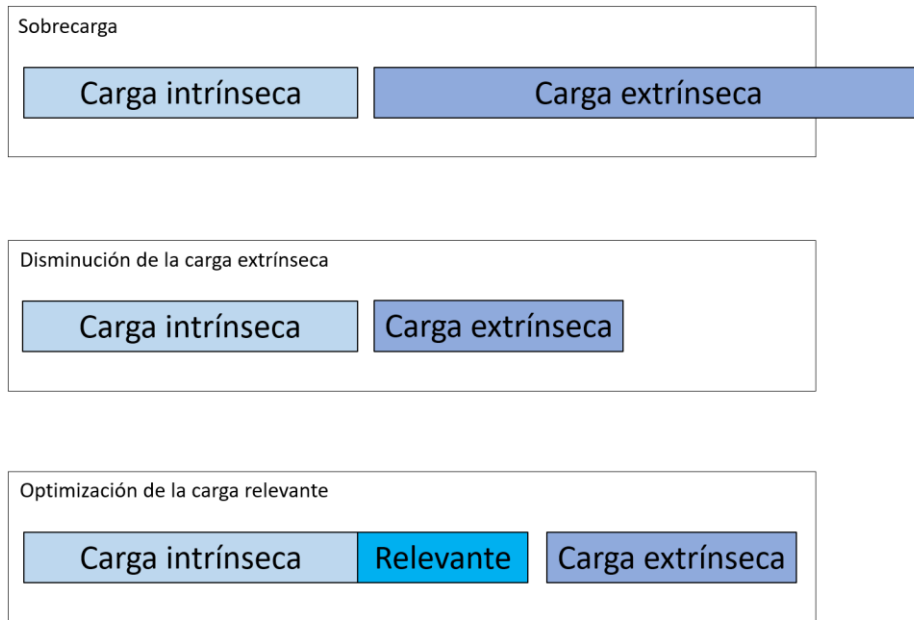 Sobrecarga
Carga intrínseca
Carga extrínseca
Disminución de la carga extrínseca
Carga intrínseca
Carga extrínseca
Optimización de la carga relevante
Carga intrínseca
Relevante
Carga extrínseca